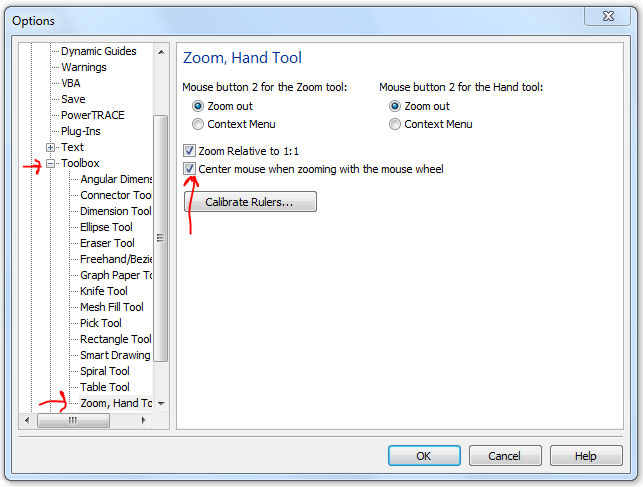 Options
Dynamic Guides
Warnings
VBA
Save
PowerTRACE
Plug-Ins
Text
Toolbox
Angular Dimens
Connector Tool
Dimension Tool
Ellipse Tool
Eraser Tool
Freehand/Bezie
Graph Paper To
Knife Tool
Mesh Fill Tool
Pick Tool
Rectangle Tool
Smart Drawing
Spiral Tool
Table Tool
Zoom, Hand To
Zoom, Hand Tool
Mouse button 2 for the Zoom tool: Mouse button 2 for the Hand tool:
Zoom out Zoom out
Context Menu Context Menu
Zoom Relative to 1:1
Center mouse when zooming with the mouse wheel
Calibrate Rulers...
OK Cancel Help